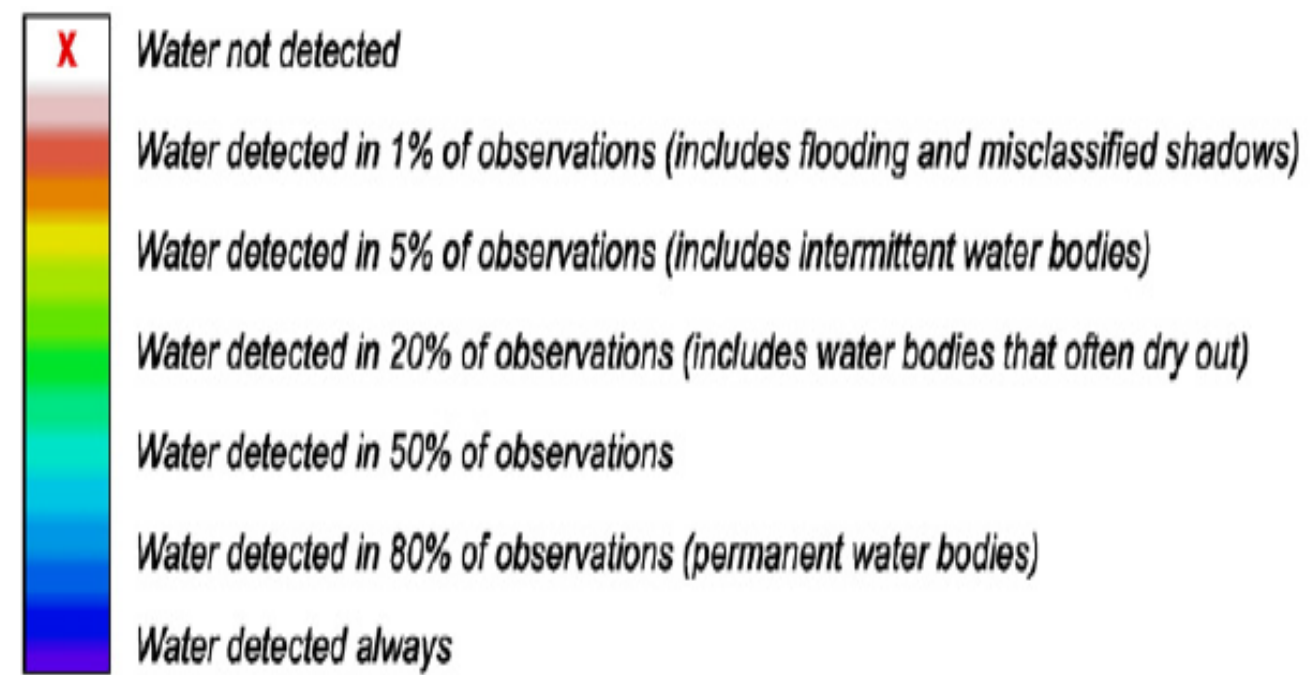 X Water not detected
Water detected in 1% of observations (includes flooding and misclassified shadows)
Water detected in 5% of observations (includes intermittent water bodies)
Water detected in 20% of observations (includes water bodies that often dry out)
Water detected in 50% of observations
Water detected in 80% of observations (permanent water bodies)
Water detected always